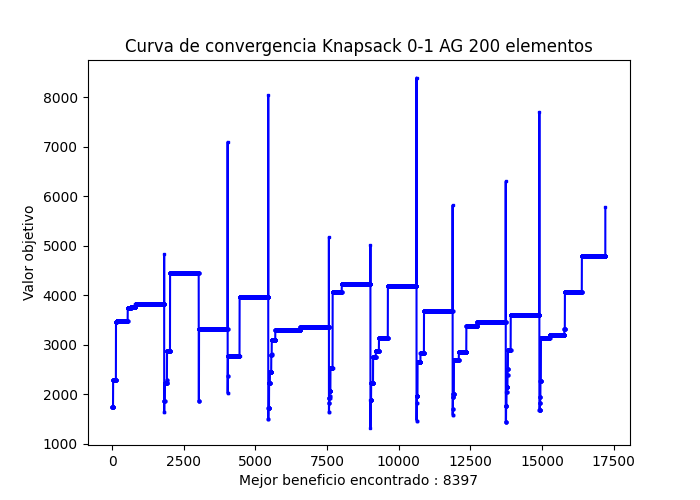 Curva de convergencia Knapsack 0-1 AG 200 elementos
Valor objetivo
8000
7000
6000
5000
4000
3000
2000
1000
0 2500 5000 7500 10000 12500 15000 17500
Mejor beneficio encontrado : 8397